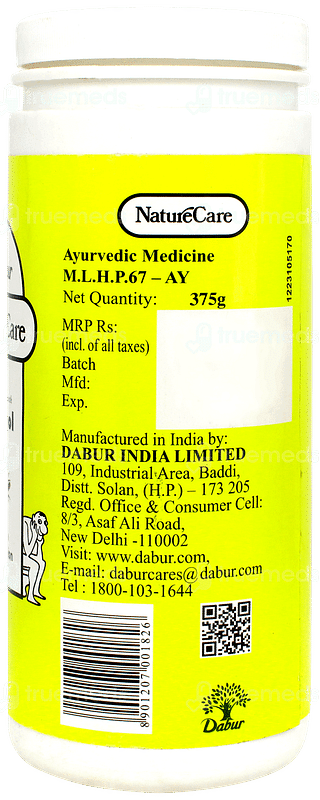 NatureCare
Ayurvedic Medicine
M.L.H.P.67 – AY
Net Quantity: 375g
1223105170
MRP Rs:
(incl. of all taxes)
Batch
Mfd:
Exp.
Manufactured in India by:
DABUR INDIA LIMITED
109, Industrial Area, Baddi,
Distt. Solan, (H.P.) – 173 205
Regd. Office & Consumer Cell:
8/3, Asaf Ali Road,
New Delhi -110002
Visit: www.dabur.com,
E-mail: daburcares@dabur.com
Tel : 1800-103-1644
8901207001826
Dabur
truemeds